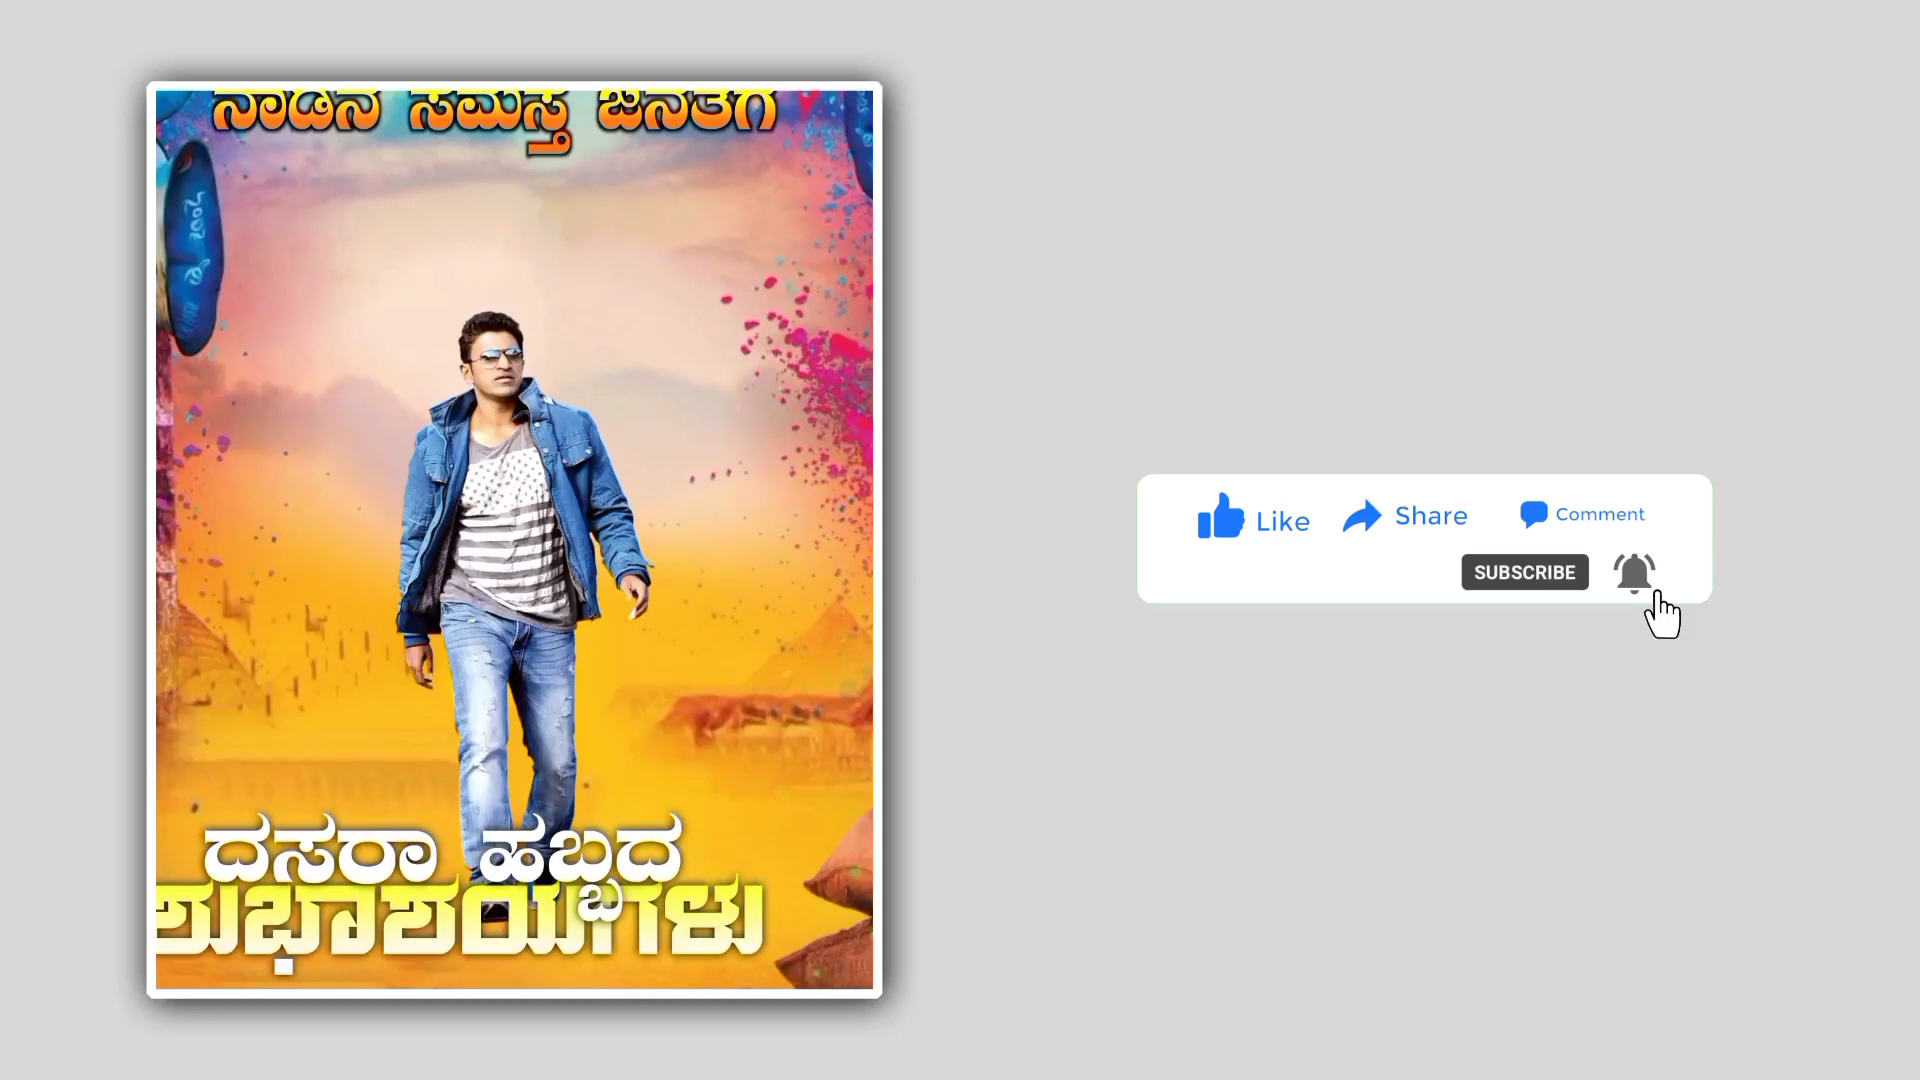 ನಾಡಿನ ಸಮಸ್ತ ಜನತೆಗೆ
ದಸರಾ ಹಬ್ಬದ
ಶುಭಾಶಯಗಳು
Like
Share
Comment
SUBSCRIBE